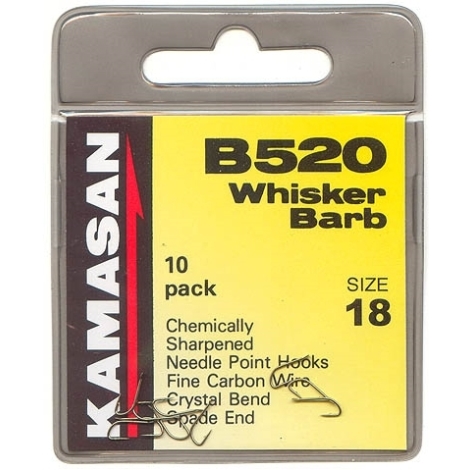 KAMASAN
B520
Whisker
Barb
10
pack
SIZE
18
Chemically
Sharpened
Needle Point Hooks
Fine Carbon Wire
Crystal Bend
Spade End